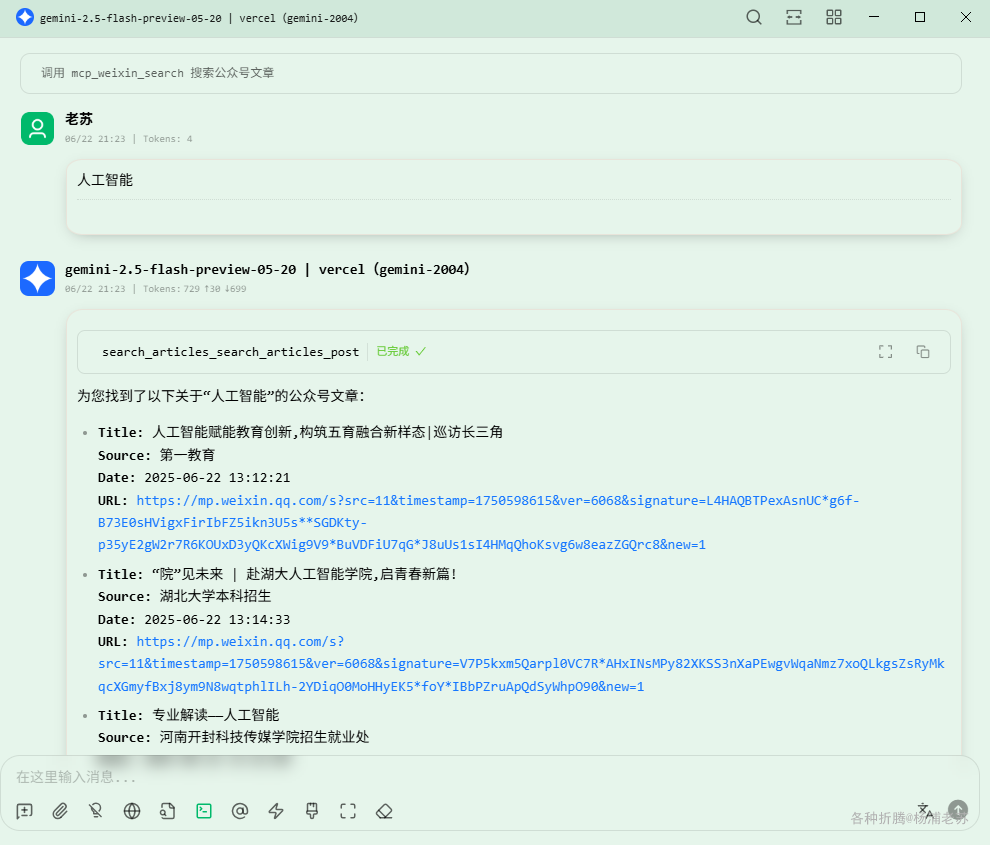 gemini-2.5-flash-preview-05-20 | vercel (gemini-2004)
调用 mcp_weixin_search 搜索公众号文章
老苏
06/22 21:23 | Tokens: 4
人工智能
gemini-2.5-flash-preview-05-20 | vercel (gemini-2004)
06/22 21:23 | Tokens: 729 ↑30 ↓699
search_articles_search_articles_post 已完成 ✓
为您找到了以下关于“人工智能”的公众号文章:
• Title: 人工智能赋能教育创新,构筑五育融合新样态|巡访长三角
Source: 第一教育
Date: 2025-06-22 13:12:21
URL: https://mp.weixin.qq.com/s?src=11&timestamp=1750598615&ver=6068&signature=L4HAQBTPexAsnUC*g6f-
B73E0sHVigxFirIbFZ5ikn3U5s**SGDKty-
p35yE2gW2r7R6KOUxD3yQKcXWig9V9*BuVDFiU7qG*J8uUs1sI4HMqQhoKsvg6w8eazZGQrc8&new=1
• Title: “院”见未来 | 赴湖大人工智能学院,启青春新篇!
Source: 湖北大学本科招生
Date: 2025-06-22 13:14:33
URL: https://mp.weixin.qq.com/s?
src=11&timestamp=1750598615&ver=6068&signature=V7P5kxm5Qarpl0VC7R*AHxINsMPy82XKSS3nXaPEwgvWqaNmz7xoQLkgsZsRyMk
qcXGmyfBxj8ym9N8wqtphlILh-2YDiqO0MoHHyEK5*foY*IBbPZruApQdSyWhpO90&new=1
• Title: 专业解读——人工智能
Source: 河南开封科技传媒学院招生就业处
在这里输入消息...
各种折腾@杨浦老苏